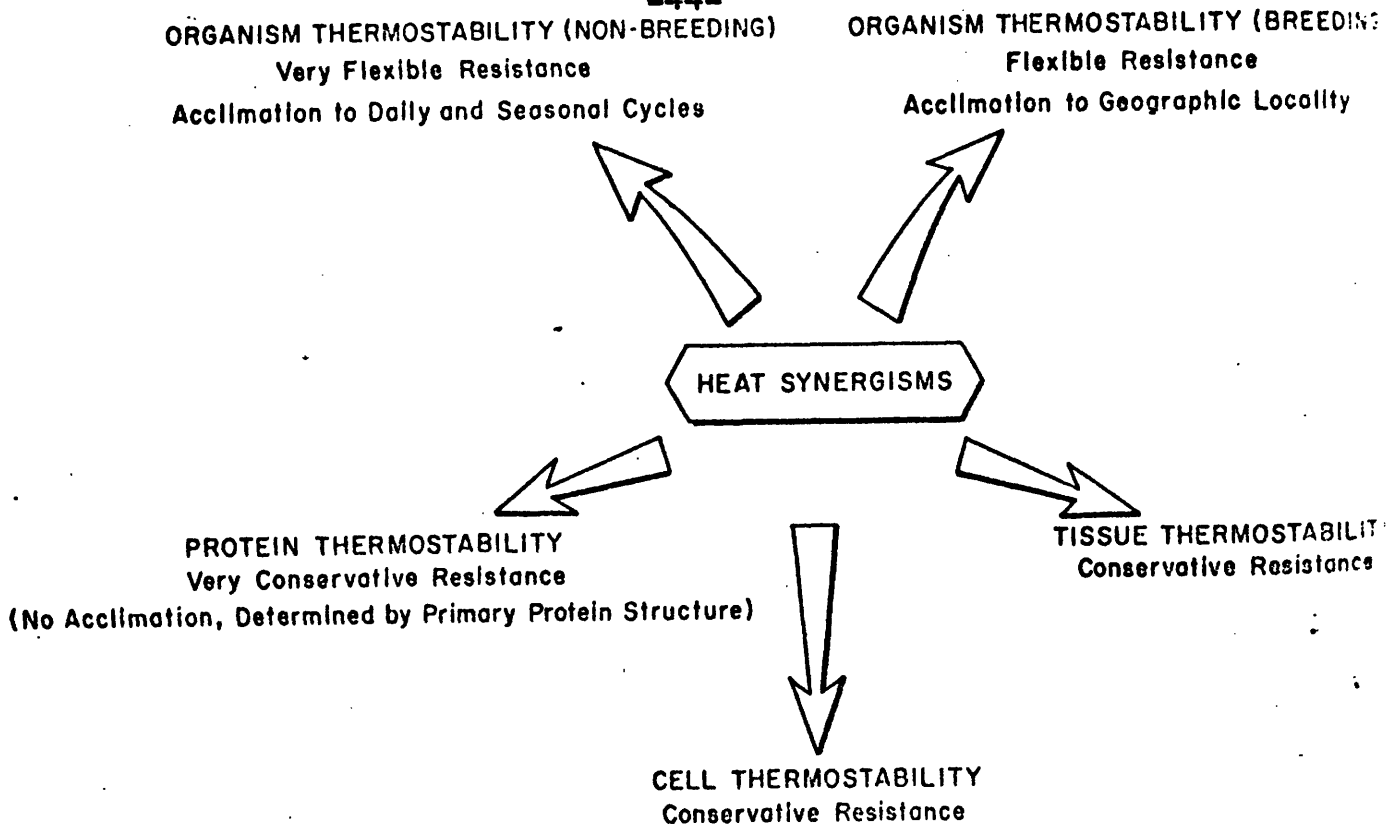 ORGANISM THERMOSTABILITY (NON-BREEDING)
Very Flexible Resistance
Acclimation to Daily and Seasonal Cycles
ORGANISM THERMOSTABILITY
Flexible Resistance
Acclimation to Geographic Locality
HEAT SYNERGISMS
PROTEIN THERMOSTABILITY
Very Conservative Resistance
(No Acclimation, Determined by Primary Protein Structure)
TISSUE
Conservative Resistance
CELL THERMOSTABILITY
Conservative Resistance